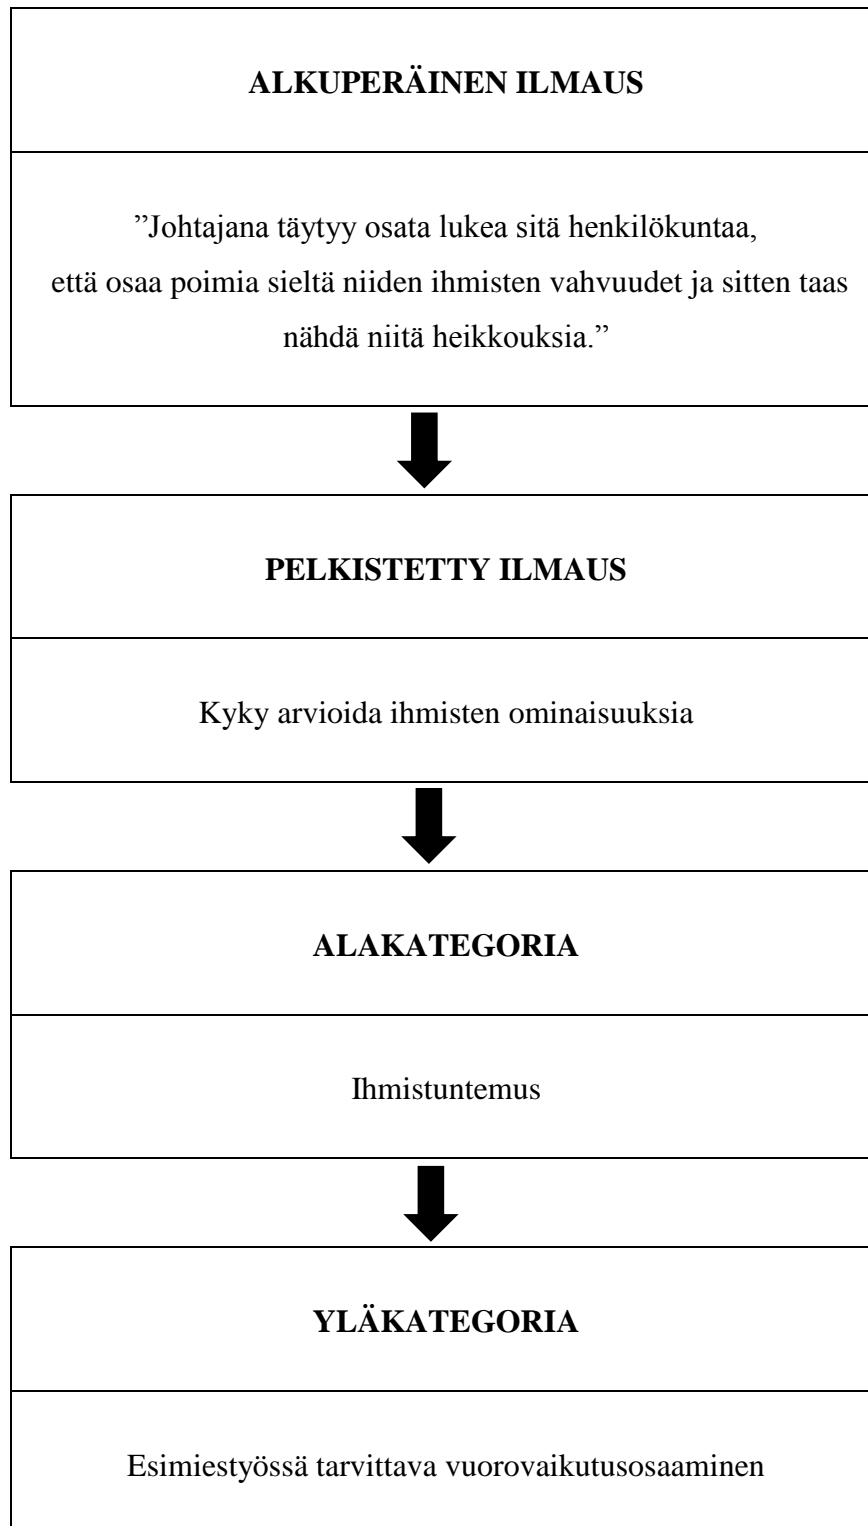 ALKUPERÄINEN ILMAUS
”Johtajana täytyy osata lukea sitä henkilökuntaa,
että osaa poimia sieltä niiden ihmisten vahvuudet ja sitten taas
nähdä niitä heikkouksia.”
PELKISTETTY ILMAUS
Kyky arvioida ihmisten ominaisuuksia
ALAKATEGORIA
Ihmistuntemus
YLÄKATEGORIA
Esimiestyössä tarvittava vuorovaikutusosaaminen